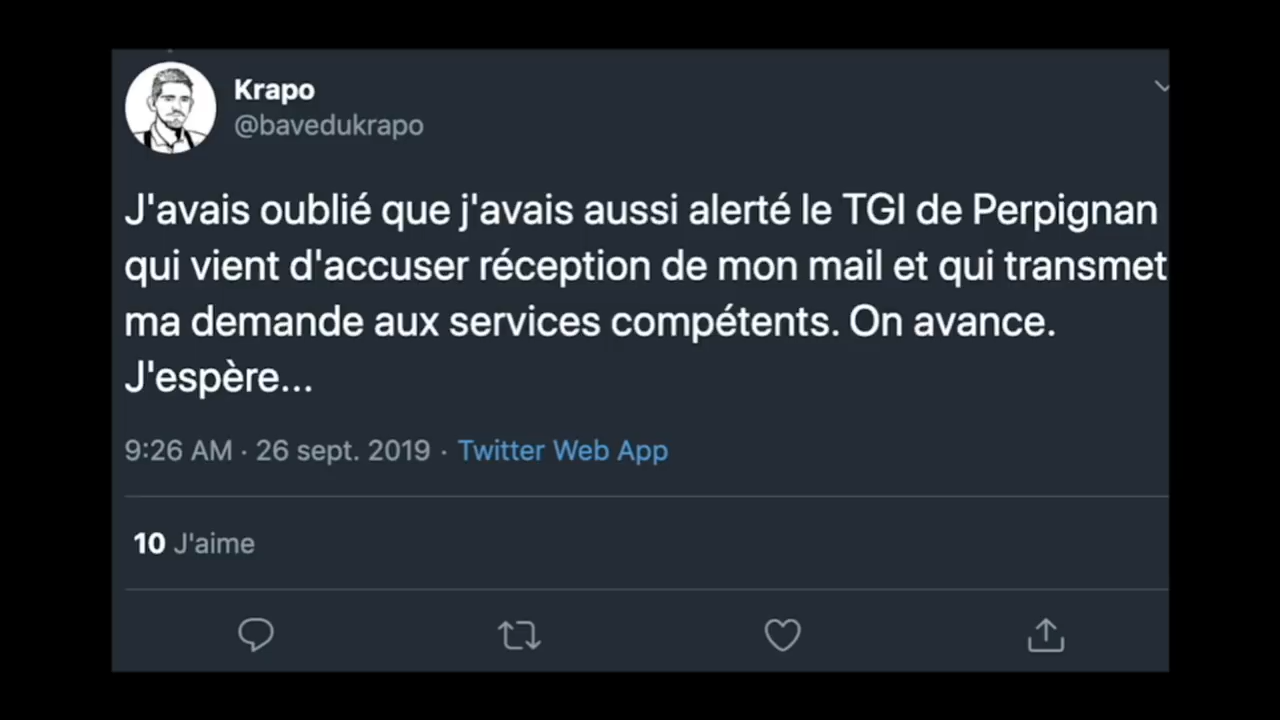 Krapo
@bavedukrapo
J'avais oublié que j'avais aussi alerté le TGI de Perpignan
qui vient d'accuser réception de mon mail et qui transmet
ma demande aux services compétents. On avance.
J'espère...
9:26 AM · 26 sept. 2019 · Twitter Web App
10 J'aime